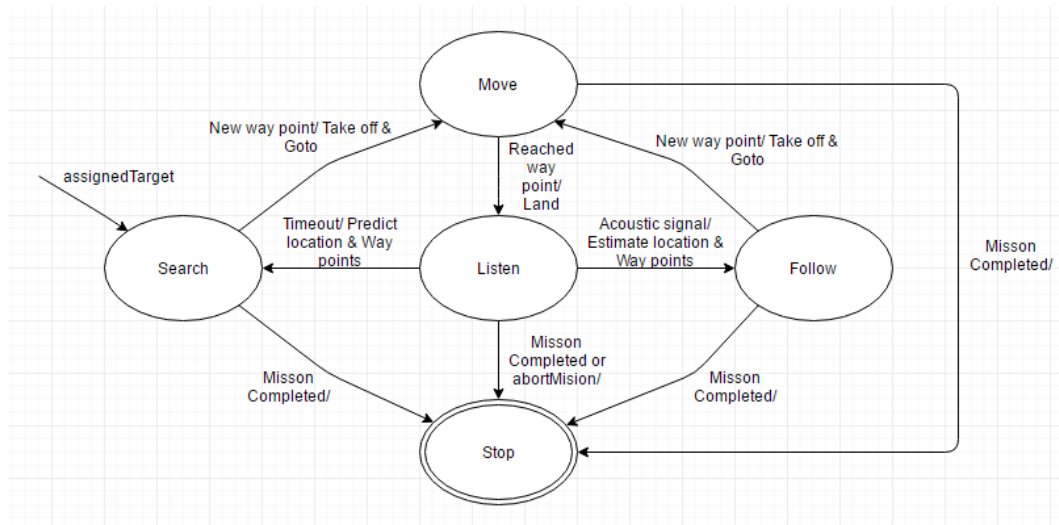 Move
New way point/ Take off &
Goto
New way point/ Take off &
Goto
Reached
way
point/
Land
assignedTarget
Timeout/ Predict
location & Way
points
Acoustic signal/
Estimate location &
Way points
Search
Listen
Follow
Misson
Completed/
Misson
Completed or
abortMision/
Misson
Completed/
Misson
Completed/
Stop